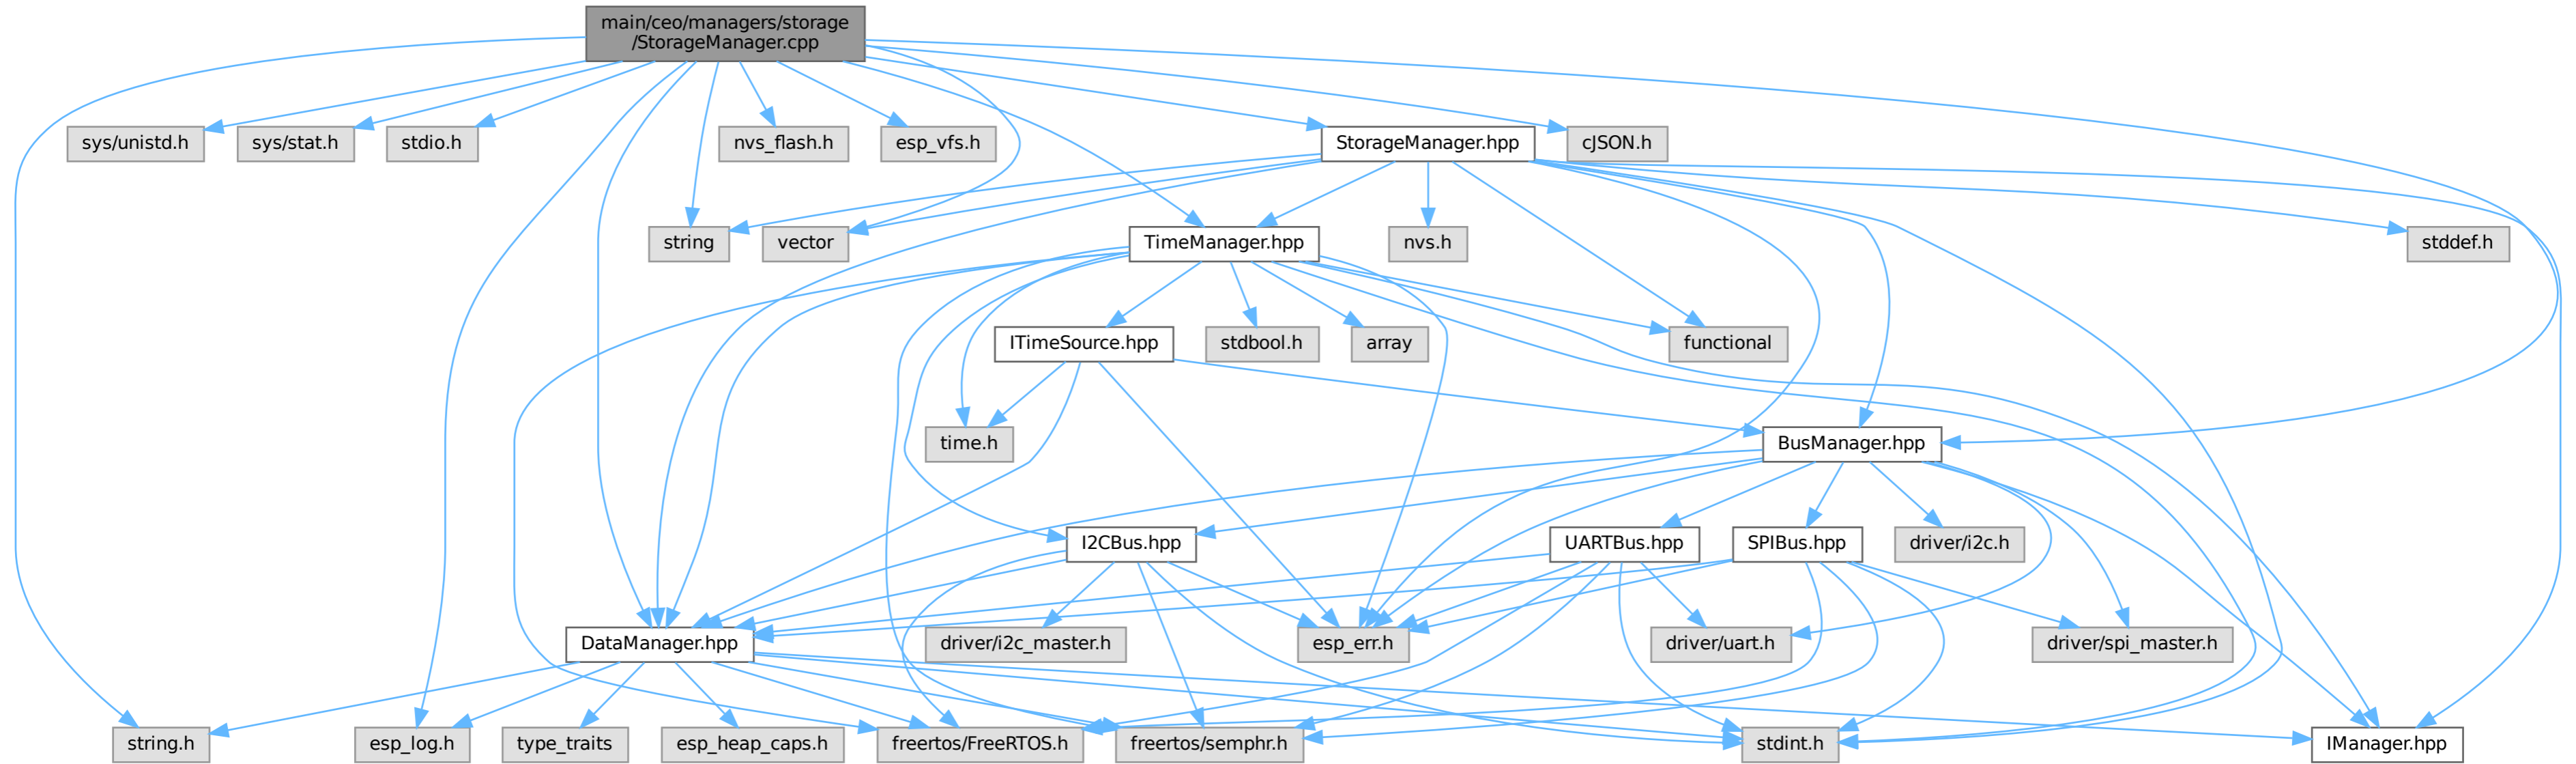 main/ceo/managers/storage
/StorageManager.cpp
sys/unistd.h
sys/stat.h
stdio.h
nvs_flash.h
esp_vfs.h
StorageManager.hpp
cJSON.h
string
vector
TimeManager.hpp
nvs.h
stddef.h
ITimeSource.hpp
stdbool.h
array
functional
time.h
BusManager.hpp
I2CBus.hpp
UARTBus.hpp
SPIBus.hpp
driver/i2c.h
DataManager.hpp
driver/i2c_master.h
esp_err.h
driver/uart.h
driver/spi_master.h
string.h
esp_log.h
type_traits
esp_heap_caps.h
freertos/FreeRTOS.h
freertos/semphr.h
stdint.h
IManager.hpp